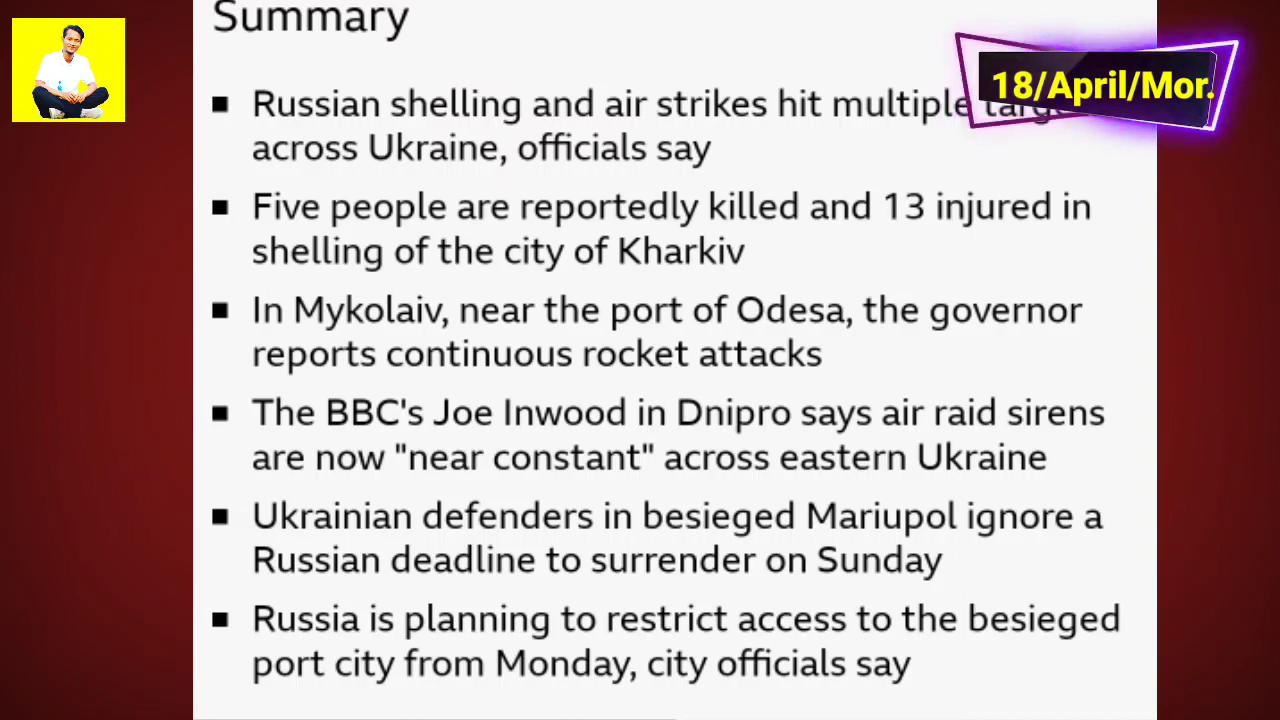 Summary
18/April/Mor.
■ Russian shelling and air strikes hit multiple
across Ukraine, officials say
■ Five people are reportedly killed and 13 injured in
shelling of the city of Kharkiv
■ In Mykolaiv, near the port of Odesa, the governor
reports continuous rocket attacks
■ The BBC's Joe Inwood in Dnipro says air raid sirens
are now "near constant" across eastern Ukraine
■ Ukrainian defenders in besieged Mariupol ignore a
Russian deadline to surrender on Sunday
■ Russia is planning to restrict access to the besieged
port city from Monday, city officials say